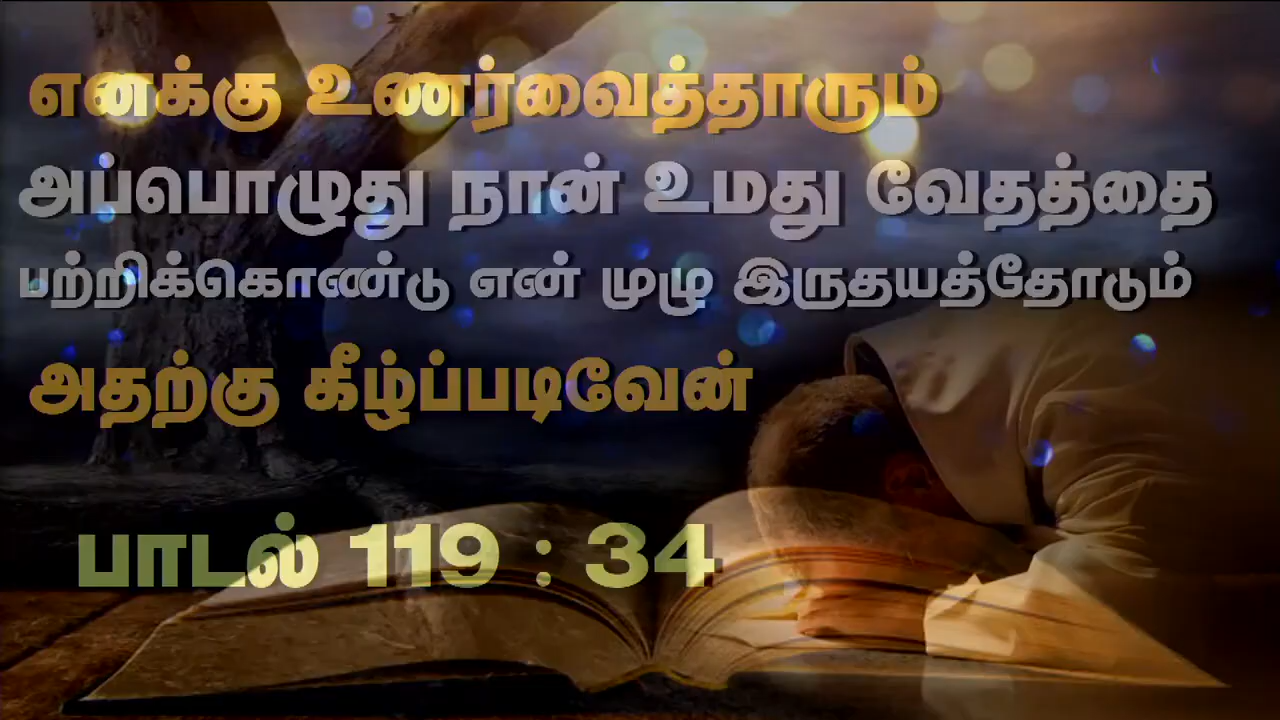 எனக்கு உணர்வைத்தாரும்
அப்பொழுது நான் உமது வேதத்தை
பற்றிக்கொண்டு என் முழு இருதயத்தோடும்
அதற்கு கீழ்ப்படிவேன்
பாடல் 119 : 34